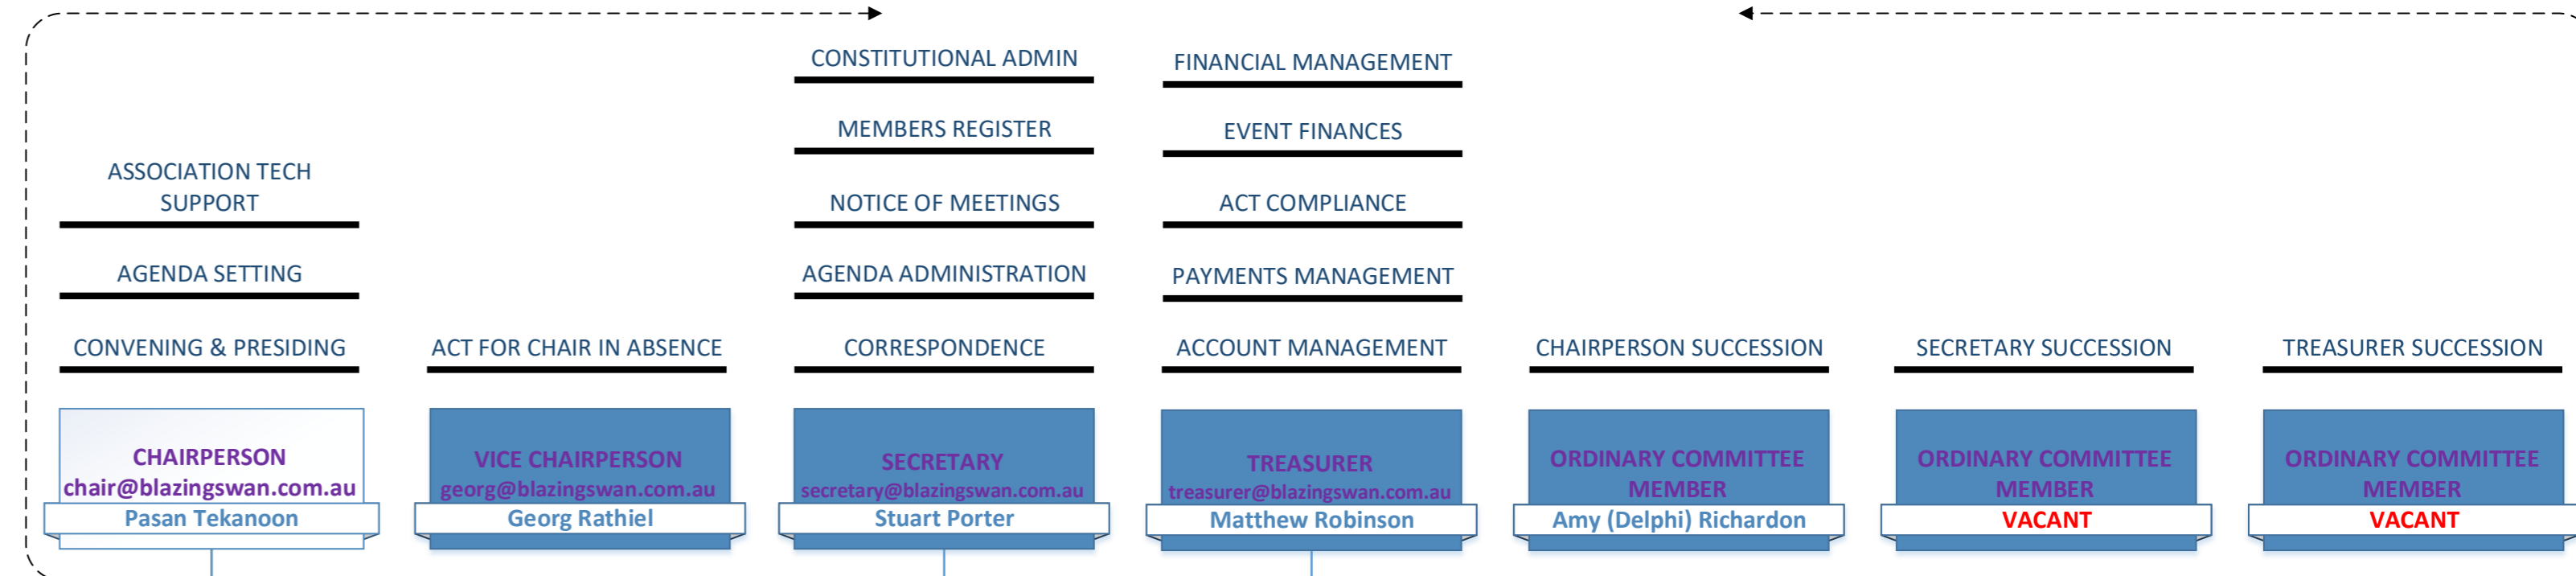 ASSOCIATION TECH
SUPPORT
AGENDA SETTING
CONVENING & PRESIDING
CHAIRPERSON
chair@blazingswan.com.au
Pasan Tekanoon
ACT FOR CHAIR IN ABSENCE
VICE CHAIRPERSON
georg@blazingswan.com.au
Georg Rathiel
CONSTITUTIONAL ADMIN
MEMBERS REGISTER
NOTICE OF MEETINGS
AGENDA ADMINISTRATION
CORRESPONDENCE
SECRETARY
secretary@blazingswan.com.au
Stuart Porter
FINANCIAL MANAGEMENT
EVENT FINANCES
ACT COMPLIANCE
PAYMENTS MANAGEMENT
ACCOUNT MANAGEMENT
TREASURER
treasurer@blazingswan.com.au
Matthew Robinson
CHAIRPERSON SUCCESSION
ORDINARY COMMITTEE
MEMBER
Amy (Delphi) Richardon
SECRETARY SUCCESSION
ORDINARY COMMITTEE
MEMBER
VACANT
TREASURER SUCCESSION
ORDINARY COMMITTEE
MEMBER
VACANT